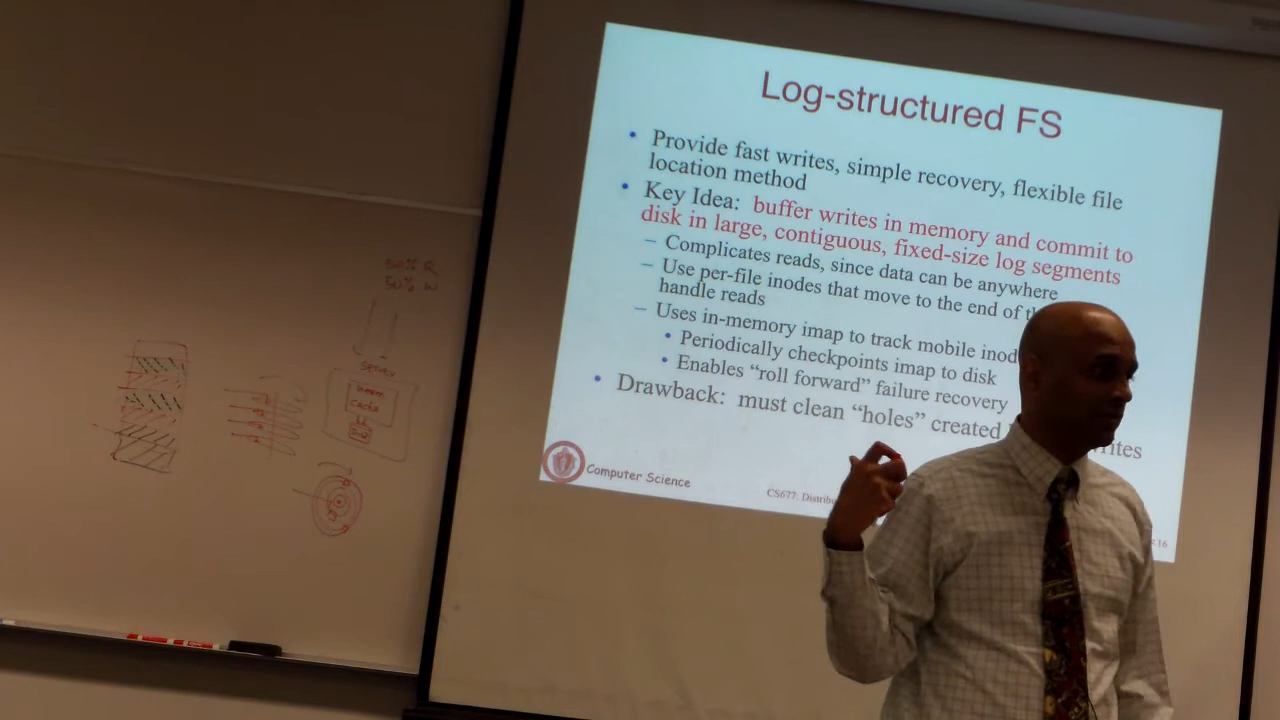 Log-structured FS
• Provide fast writes, simple recovery, flexible file
location method
• Key Idea: buffer writes in memory and commit to
disk in large, contiguous, fixed-size log segments
– Complicates reads, since data can be anywhere
– Use per-file inodes that move to the end of
handle reads
– Uses in-memory imap to track mobile
• Periodically checkpoints imap to disk
• Enables “roll forward” failure recovery
• Drawback: must clean “holes” created
Computer Science
CS677:
50% R
50% W
Server
Cache